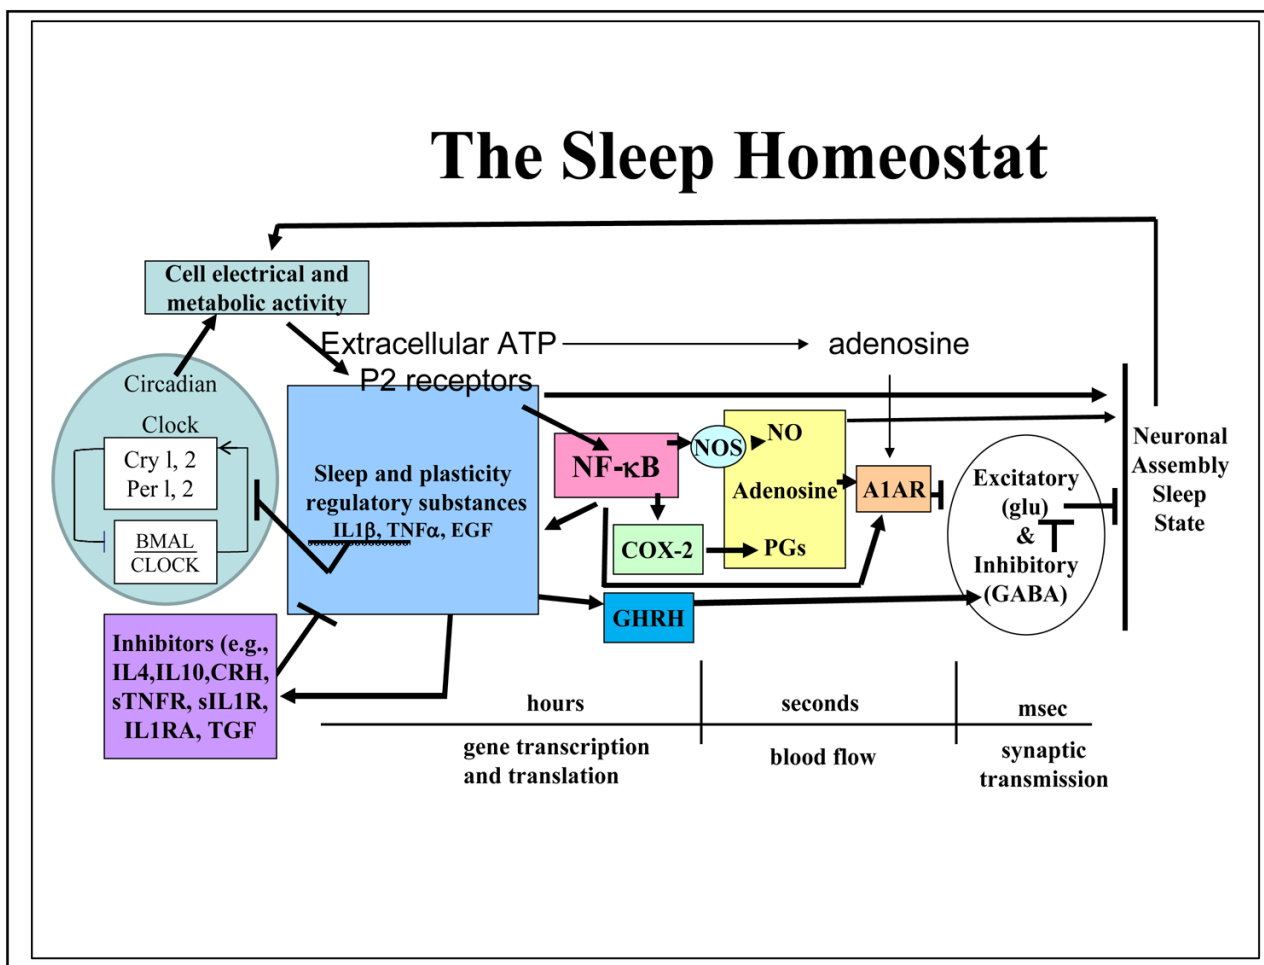 The Sleep Homeostat
Cell electrical and
metabolic activity
Extracellular ATP
adenosine
P2 receptors
Circadian
Clock
Cry l, 2
Per l, 2
BMAL
CLOCK
Sleep and plasticity
regulatory substances
IL1β, TNFα, EGF
NF-κB
NOS
NO
Adenosine
PGs
COX-2
A1AR
GHRH
Excitatory
(glu)
&
Inhibitory
(GABA)
Neuronal
Assembly
Sleep
State
Inhibitors (e.g.,
IL4,IL10,CRH,
sTNFR, sIL1R,
IL1RA, TGF
hours
seconds
msec
gene transcription
and translation
blood flow
synaptic
transmission